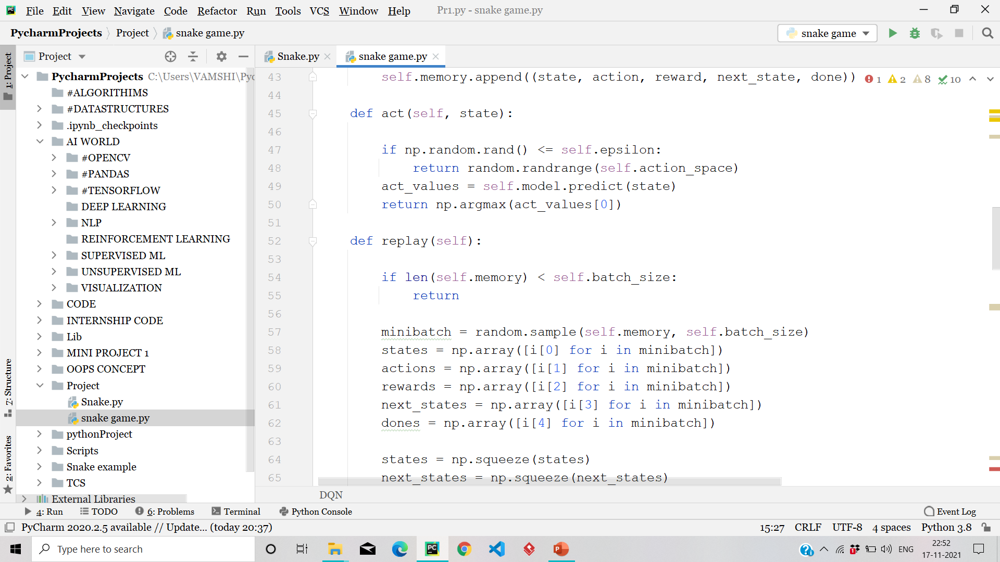 File Edit View Navigate Code Refactor Run Tools VCS Window Help Pr1.py - snake game.py
PycharmProjects Project snake game.py snake game
1: Project
7: Structure
2: Favorites
Project
PycharmProjects C:\Users\VAMSHI\Pyc
#ALGORITHIMS
#DATASTRUCTURES
.ipynb_checkpoints
AI WORLD
#OPENCV
#PANDAS
#TENSORFLOW
DEEP LEARNING
NLP
REINFORCEMENT LEARNING
SUPERVISED ML
UNSUPERVISED ML
VISUALIZATION
CODE
INTERNSHIP CODE
Lib
MINI PROJECT 1
OOPS CONCEPT
Project
Snake.py
snake game.py
pythonProject
Scripts
Snake example
TCS
External Libraries
Snake.py snake game.py
43 self.memory.append((state, action, reward, next_state, done)) 1 2 8 10
44
45 def act(self, state):
46
47 if np.random.rand() <= self.epsilon:
48 return random.randrange(self.action_space)
49 act_values = self.model.predict(state)
50 return np.argmax(act_values[0])
51
52 def replay(self):
53
54 if len(self.memory) < self.batch_size:
55 return
56
57 minibatch = random.sample(self.memory, self.batch_size)
58 states = np.array([i[0] for i in minibatch])
59 actions = np.array([i[1] for i in minibatch])
60 rewards = np.array([i[2] for i in minibatch])
61 next_states = np.array([i[3] for i in minibatch])
62 dones = np.array([i[4] for i in minibatch])
63
64 states = np.squeeze(states)
65 next_states = np.squeeze(next_states)
DQN
4: Run TODO 6: Problems Terminal Python Console Event Log
PyCharm 2020.2.5 available // Update... (today 20:37) 15:27 CRLF UTF-8 4 spaces Python 3.8
Type here to search ENG 22:52
17-11-2021